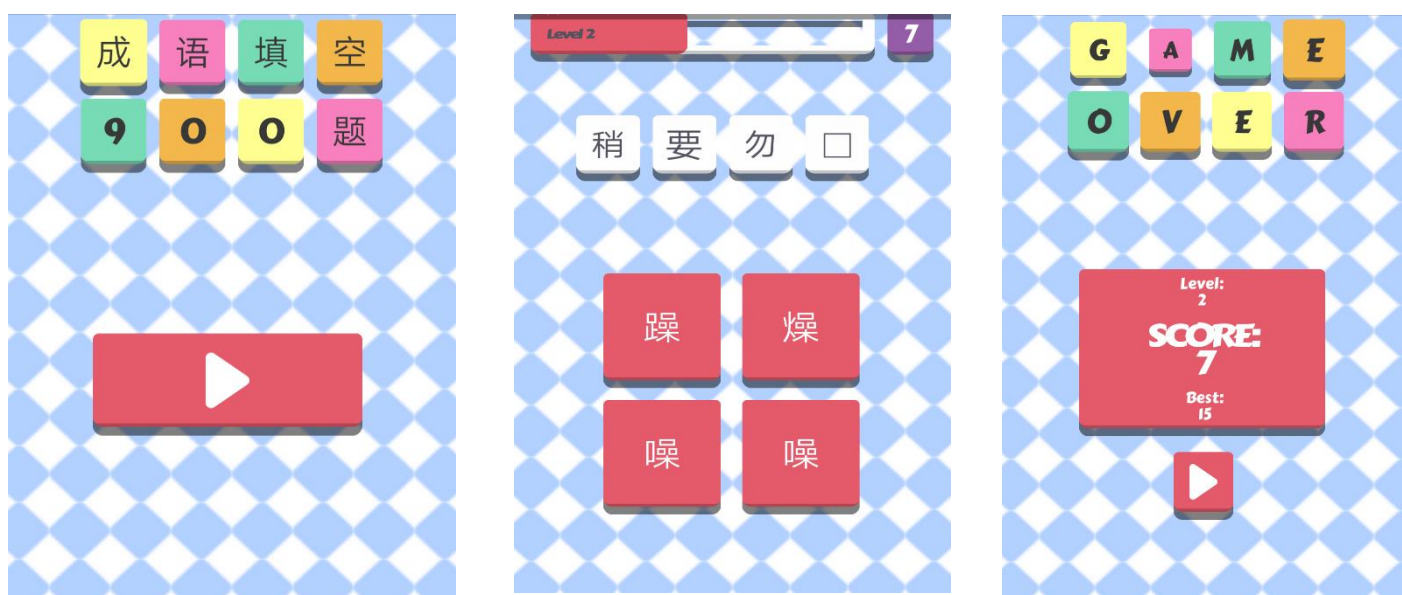 成语填空
900题
Level 2
7
稍要勿□
躁 燥
噪 噪
GAME
OVER
Level:
2
SCORE:
7
Best:
15